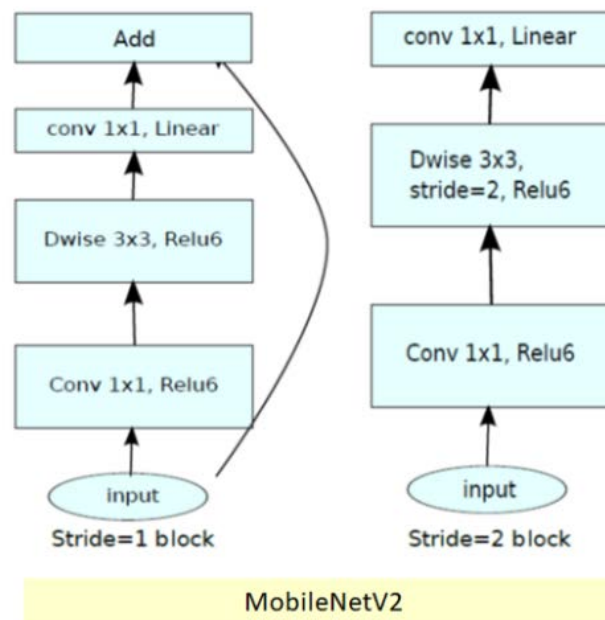 Add
conv 1x1, Linear
Dwise 3x3, Relu6
Conv 1x1, Relu6
input
Stride=1 block
conv 1x1, Linear
Dwise 3x3,
stride=2, Relu6
Conv 1x1, Relu6
input
Stride=2 block
MobileNetV2